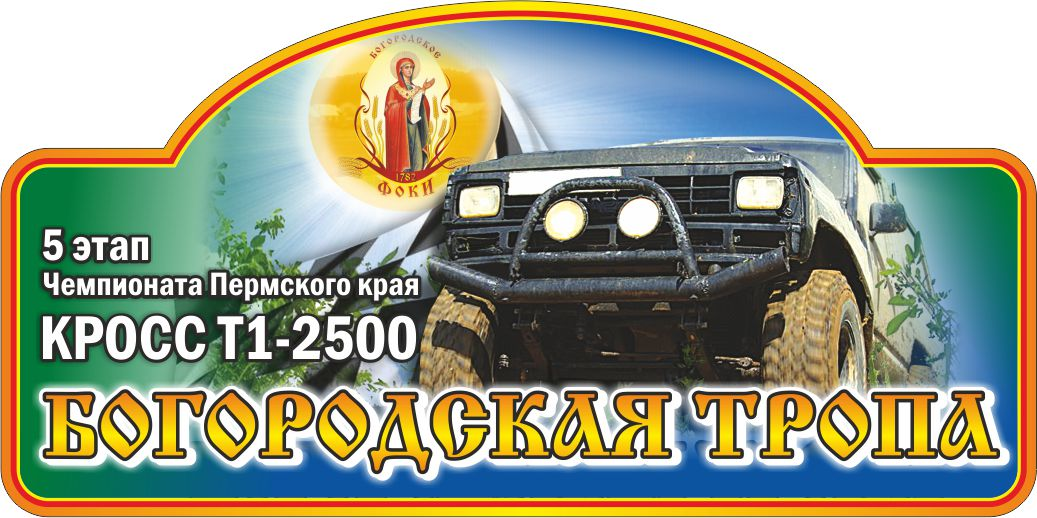 БОГОРОДСКОЕ
1782
ФОКИ
5 этап
Чемпионата Пермского края
КРОСС Т1-2500
БОГОРОДСКАЯ ТРОПА